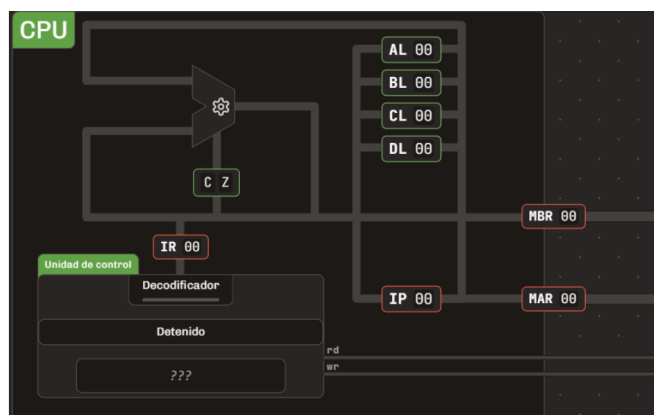 CPU
AL 00
BL 00
CL 00
DL 00
C Z
MBR 00
IR 00
Unidad de control
Decodificador
IP 00
MAR 00
Detenido
rd
wr
???